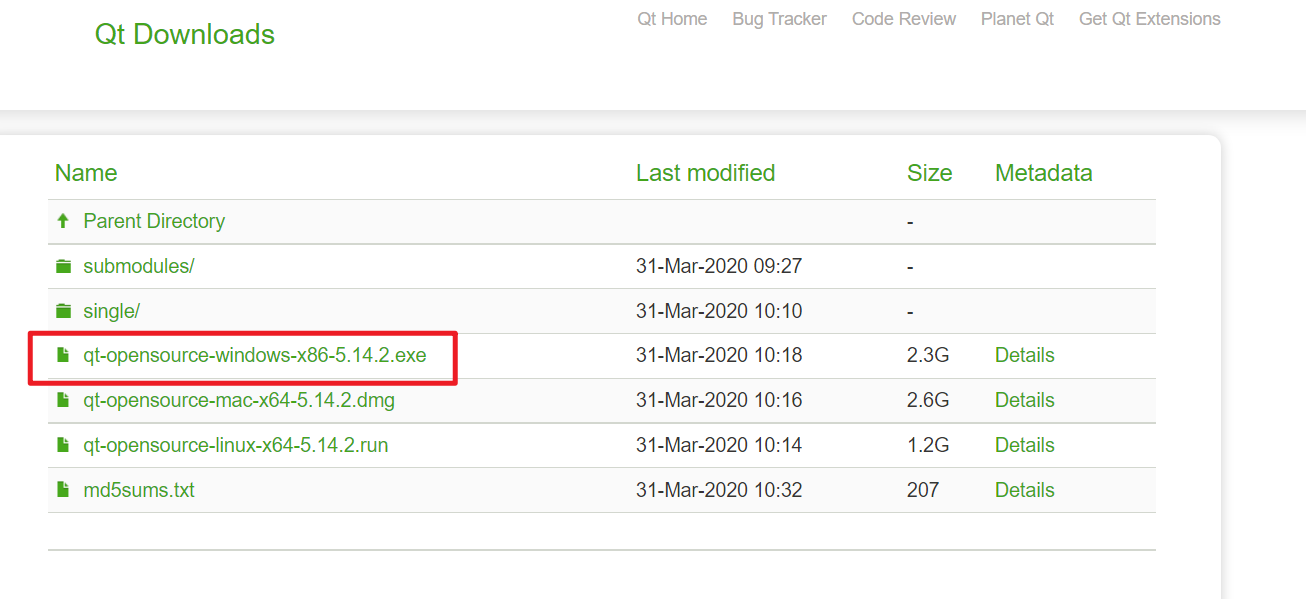 Qt Downloads
Qt Home Bug Tracker Code Review Planet Qt Get Qt Extensions
Name Last modified Size Metadata
Parent Directory -
submodules/ 31-Mar-2020 09:27 -
single/ 31-Mar-2020 10:10 -
qt-opensource-windows-x86-5.14.2.exe 31-Mar-2020 10:18 2.3G Details
qt-opensource-mac-x64-5.14.2.dmg 31-Mar-2020 10:16 2.6G Details
qt-opensource-linux-x64-5.14.2.run 31-Mar-2020 10:14 1.2G Details
md5sums.txt 31-Mar-2020 10:32 207 Details